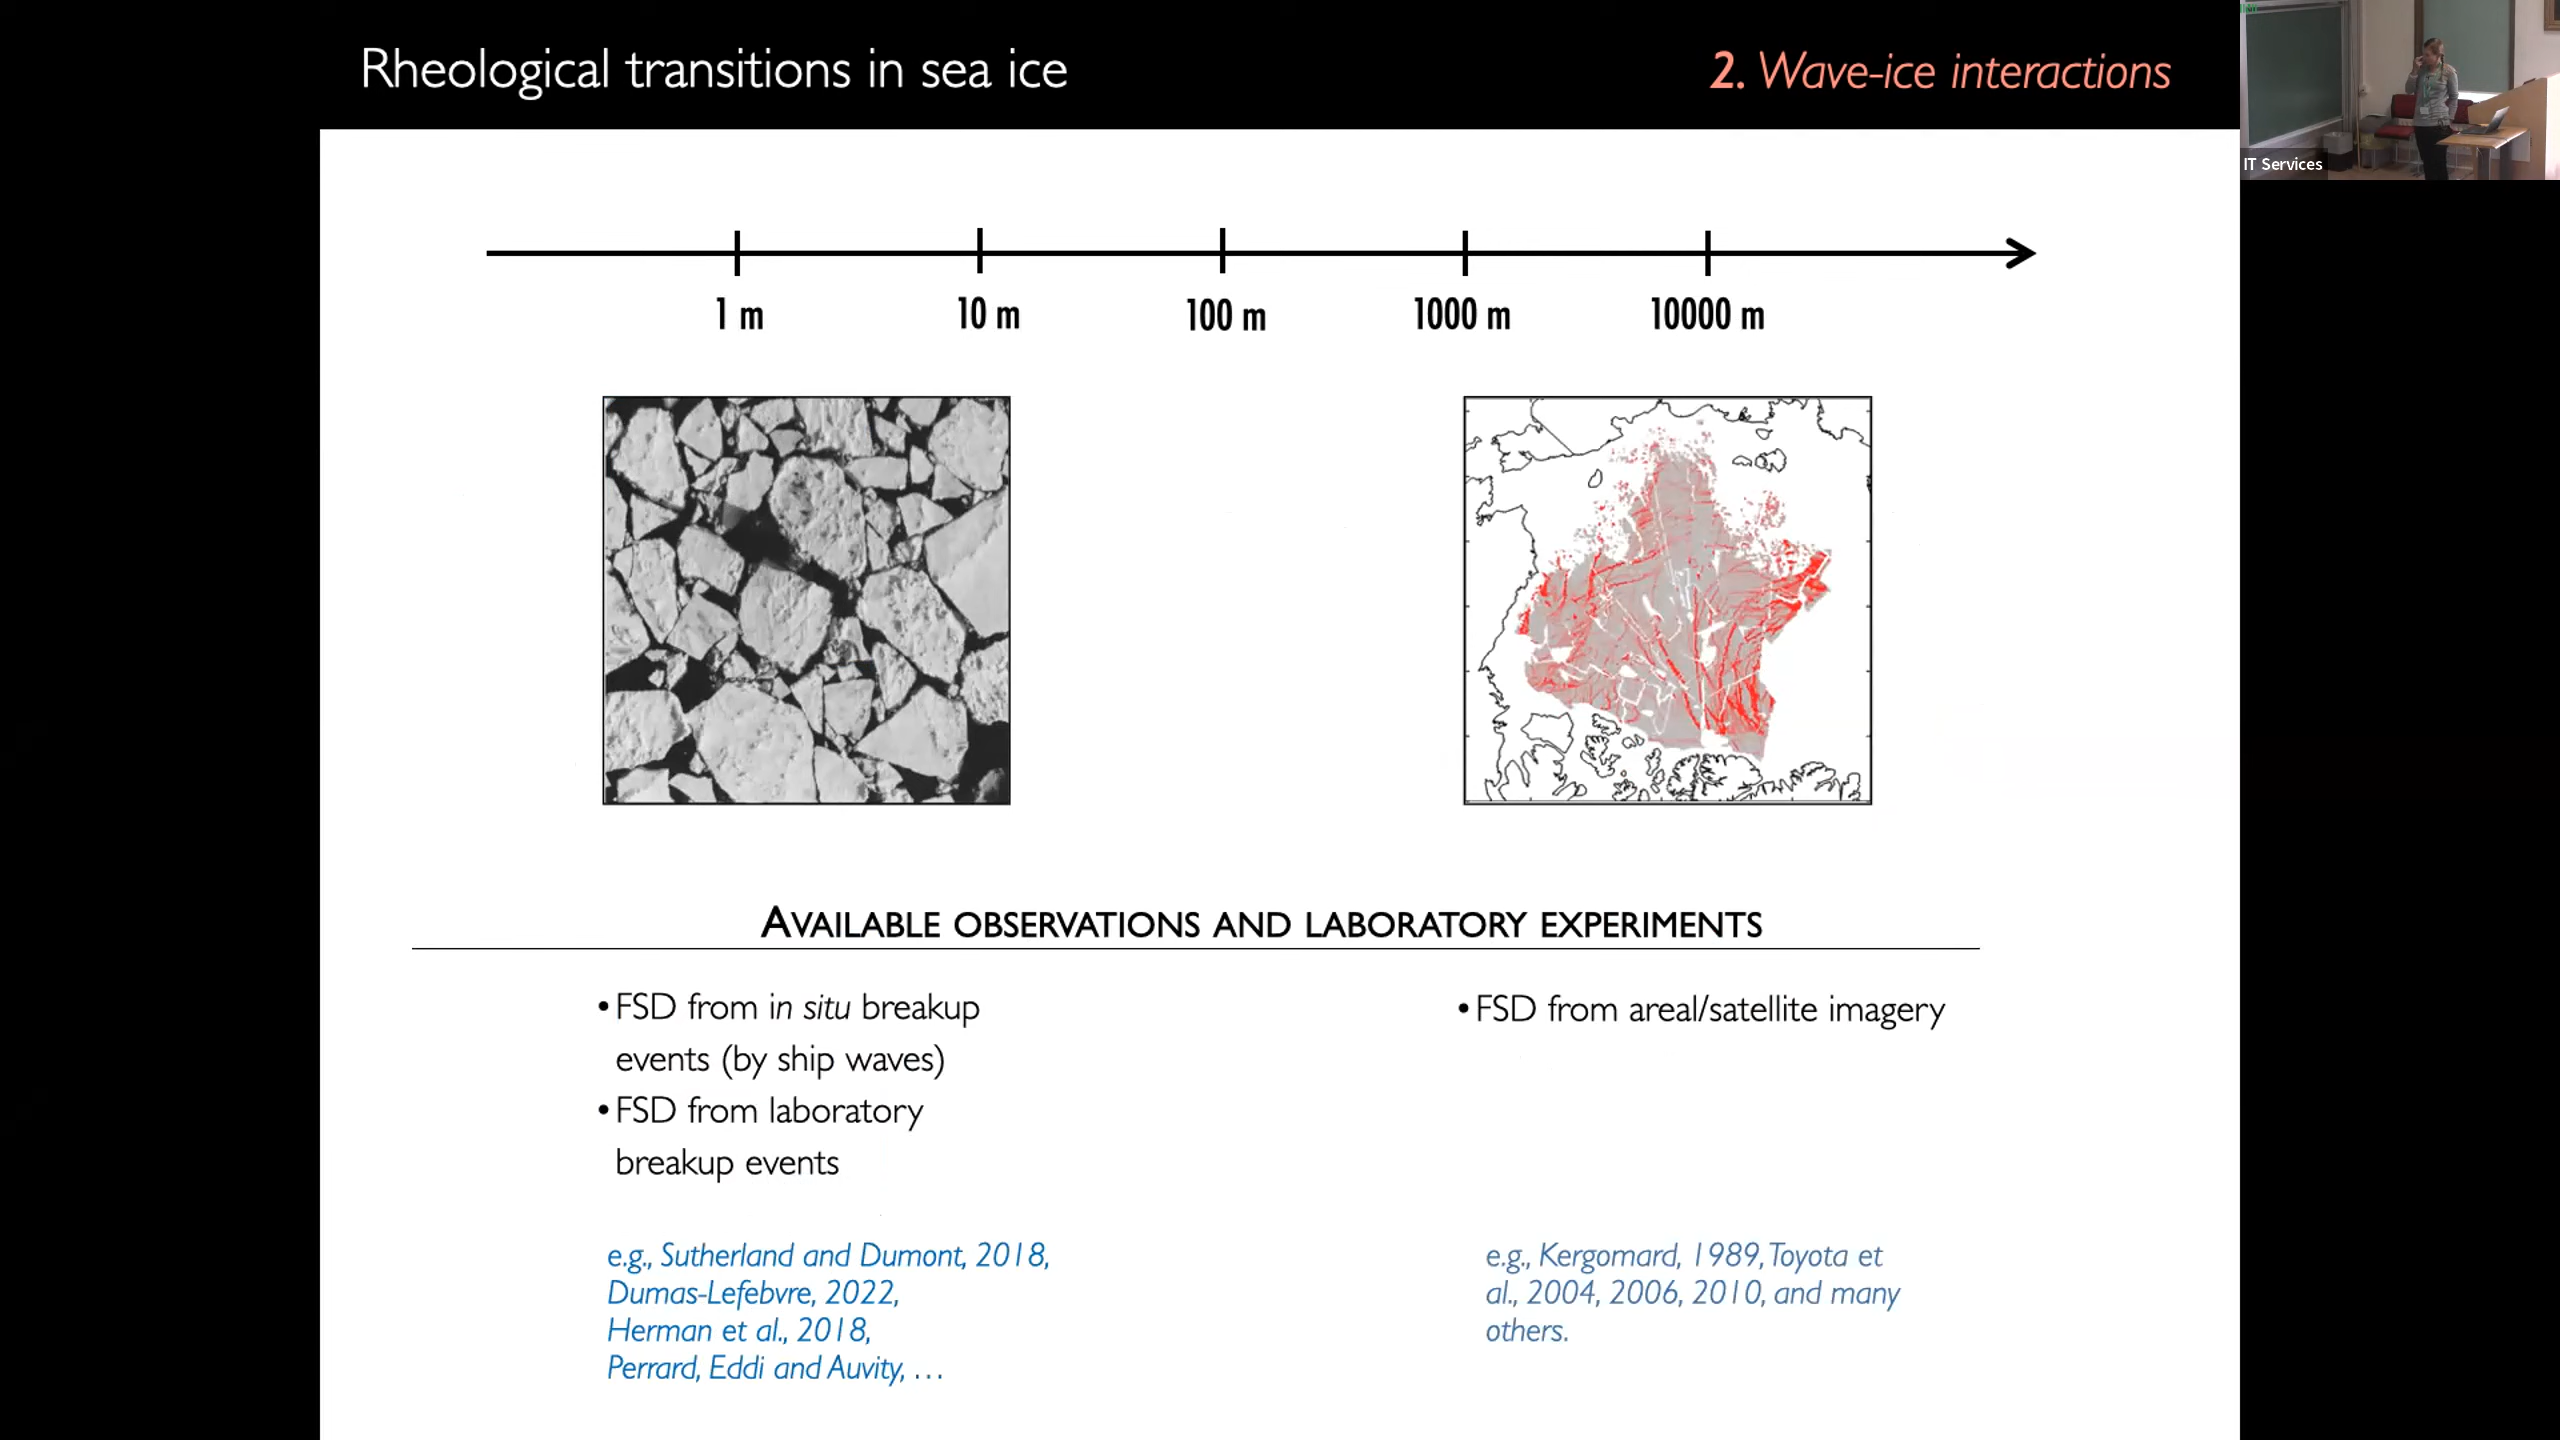 Rheological transitions in sea ice
2. Wave-ice interactions
IT Services
1 m
10 m
100 m
1000 m
10000 m
AVAILABLE OBSERVATIONS AND LABORATORY EXPERIMENTS
• FSD from in situ breakup
events (by ship waves)
• FSD from laboratory
breakup events
e.g., Sutherland and Dumont, 2018,
Dumas-Lefebvre, 2022,
Herman et al., 2018,
Perrard, Eddi and Auvity, …
• FSD from areal/satellite imagery
e.g., Kergomard, 1989, Toyota et
al., 2004, 2006, 2010, and many
others.